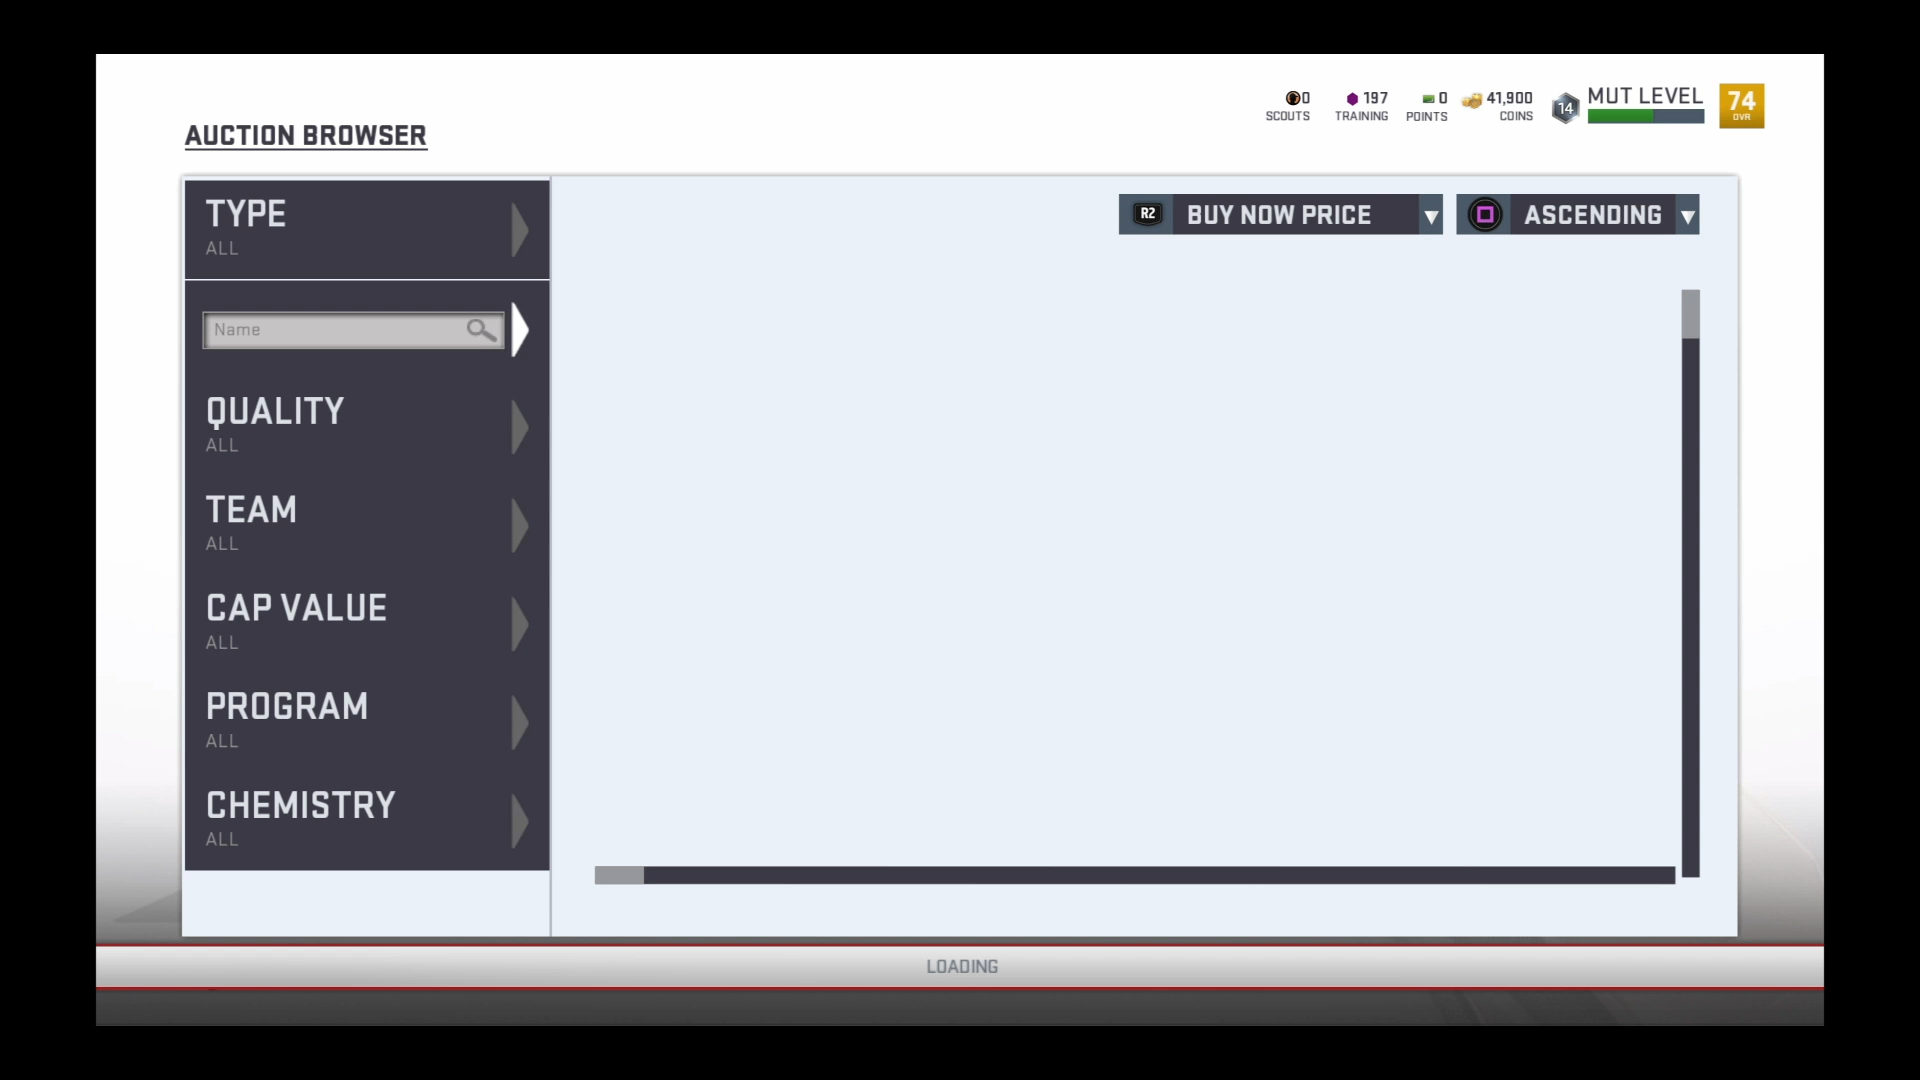 0
SCOUTS
197
TRAINING
0
POINTS
41,900
COINS
14
MUT LEVEL
74
OVR
AUCTION BROWSER
TYPE
ALL
R2
BUY NOW PRICE
ASCENDING
Name
QUALITY
ALL
TEAM
ALL
CAP VALUE
ALL
PROGRAM
ALL
CHEMISTRY
ALL
LOADING